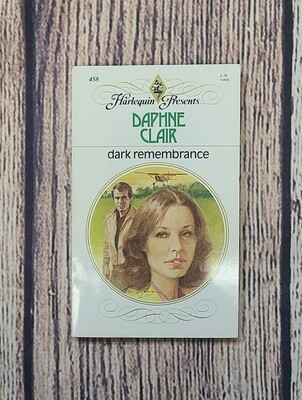 458
Harlequin Presents
DAPHNE
CLAIR
dark remembrance